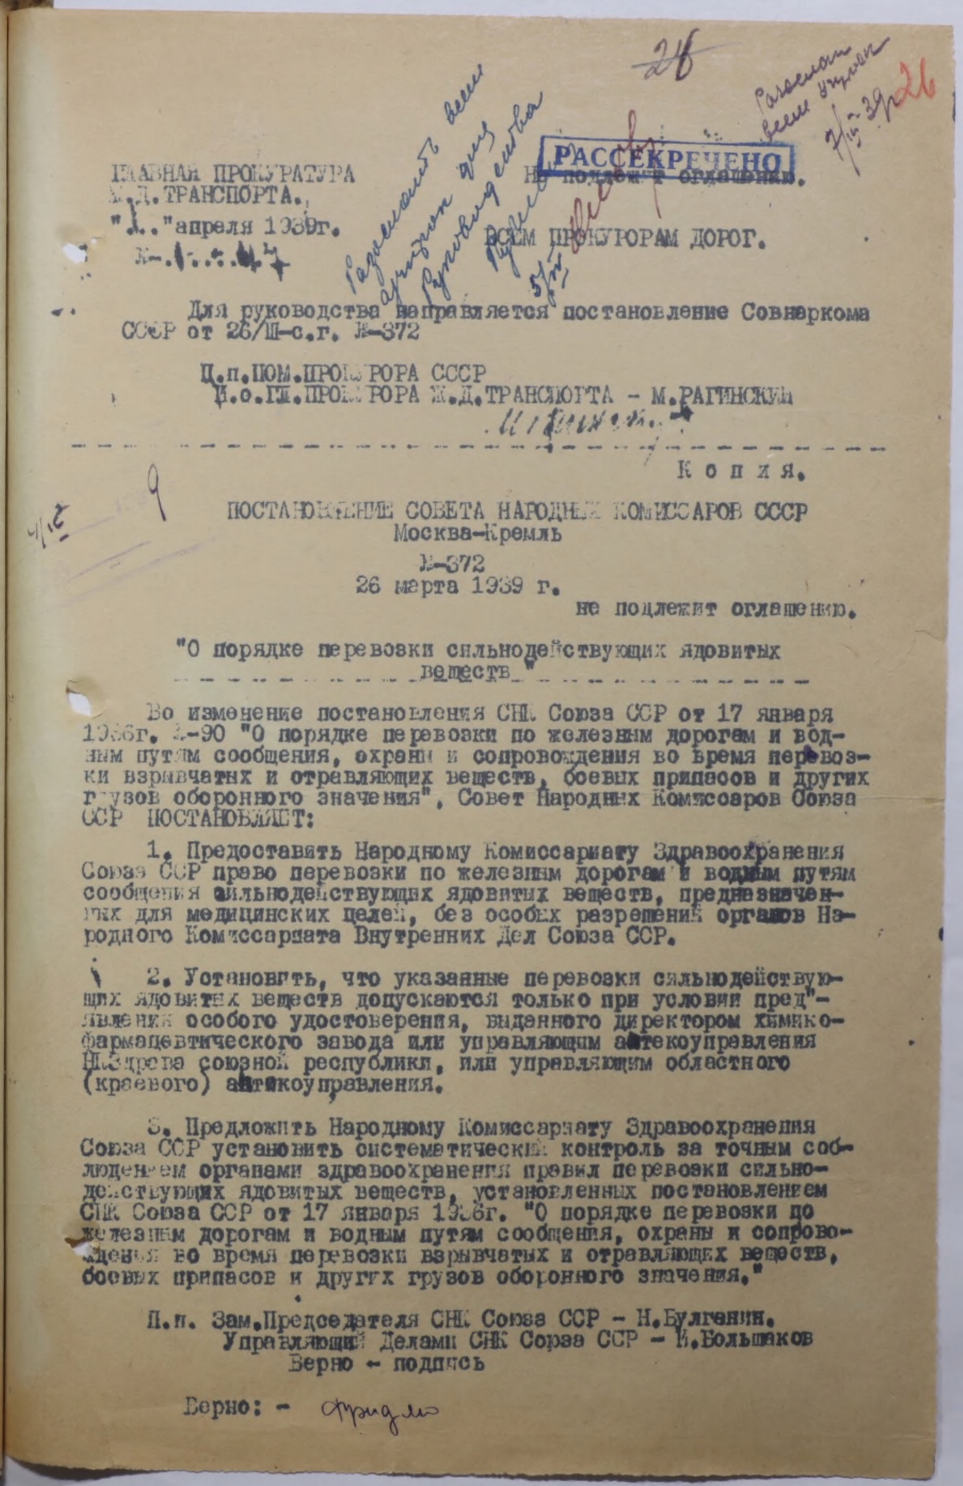 26
26
Разослать всем
РАССЕКРЕЧЕНО
ГЛАВНАЯ ПРОКУРАТУРА
Ж.Д.ТРАНСПОРТА.
Не подлежит оглашению.
"1."апреля 1939г.
ВСЕМ ПРОКУРОРАМ ДОРОГ.
Для руководства направляется постановление Совнаркома
СССР от 26/Ш-с.г. №-372
Ц.п.ПОМ.ПРОКУРОРА СССР
И.о.ГЛ.ПРОКУРОРА Ж.Д.ТРАНСПОРТА - М.РАГИНСКИЙ
Копия.
ПОСТАНОВЛЕНИЕ СОВЕТА НАРОДНЫХ КОМИССАРОВ СССР
Москва-Кремль
№-372
26 марта 1939 г.
не подлежит оглашению.
"О порядке перевозки сильнодействующих ядовитых
веществ "
Во изменение постановления СНК Союза ССР от 17 января
1936г. №-90 "О порядке перевозки по железным дорогам и вод-
ным путям сообщения, охраны и сопровождения во время перевоз-
ки взрывчатых и отравляющих веществ, боевых припасов и других
грузов оборонного значения", Совет Народных Комиссаров Союза
ССР ПОСТАНОВЛЯЕТ:
1. Предоставить Народному Комиссариату Здравоохранения
Союза ССР право перевозки по железным дорогам и водным путям
сообщения сильнодействующих ядовитых веществ, предназначен-
ных для медицинских целей, без особых разрешений органов На-
родного Комиссариата Внутренних Дел Союза ССР.
2. Установить, что указанные перевозки сильнодействую-
щих ядовитых веществ допускаются только при условии пред"-
явления особого удостоверения, выданного директором химико-
фармацевтического завода или управляющим аптекоуправления
НКЗдрава союзной республики, или управляющим областного
(краевого) аптекоуправления.
3. Предложить Народному Комиссариату Здравоохранения
Союза ССР установить систематический контроль за точным соб-
людением органами здравоохранения правил перевозки сильно-
действующих ядовитых веществ, установленных постановлением
СНК Союза ССР от 17 января 1936г. "О порядке перевозки по
железным дорогам и водным путям сообщения, охраны и сопрово-
ждения во время перевозки взрывчатых и отравляющих веществ,
боевых припасов и других грузов оборонного значения."
П.п. Зам.Председателя СНК Союза ССР - Н.Булганин.
Управляющий Делами СНК Союза ССР - И.Большаков
Верно - подпись
Верно: -